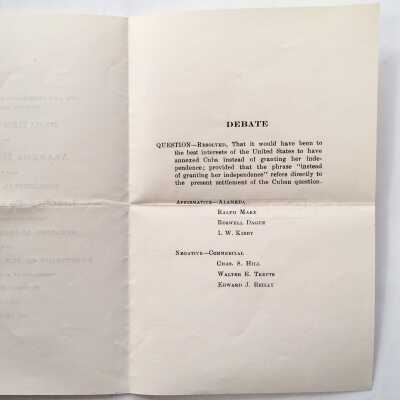 DEBATE
QUESTION—Resolved, That it would have been to
the best interests of the United States to have
annexed Cuba instead of granting her inde-
pendence; provided that the phrase "instead
of granting her independence" refers directly to
the present settlement of the Cuban question.
Affirmative—Alameda
Ralph Marx
Roswell Dague
I. W. Kirby
Negative—Commercial
Chas. S. Hill
Walter E.
Edward J. Reilly